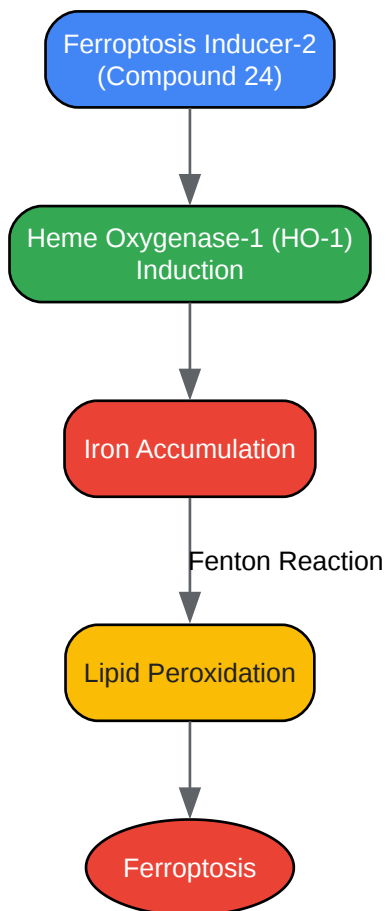 Ferroptosis Inducer-2
(Compound 24)
Heme Oxygenase-1 (HO-1)
Induction
Iron Accumulation
Fenton Reaction
Lipid Peroxidation
Ferroptosis